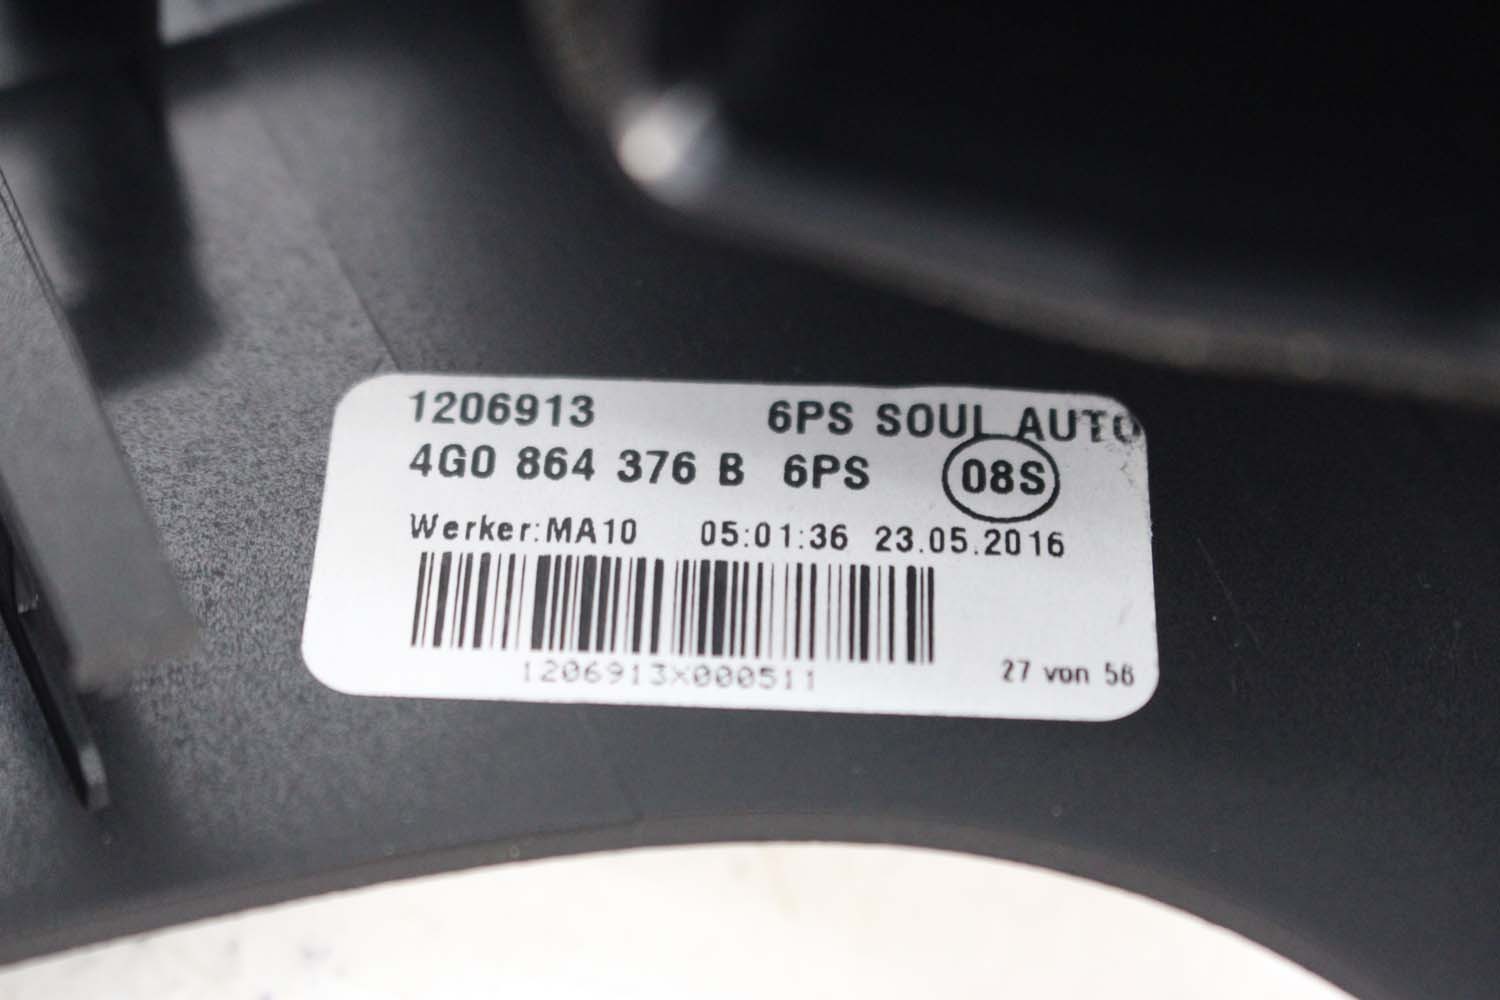 1206913 6PS SOUL AUTO
4G0 864 376 B 6PS 08S
Werker:MA10 05:01:36 23.05.2016
1206913X000511
27 von 56